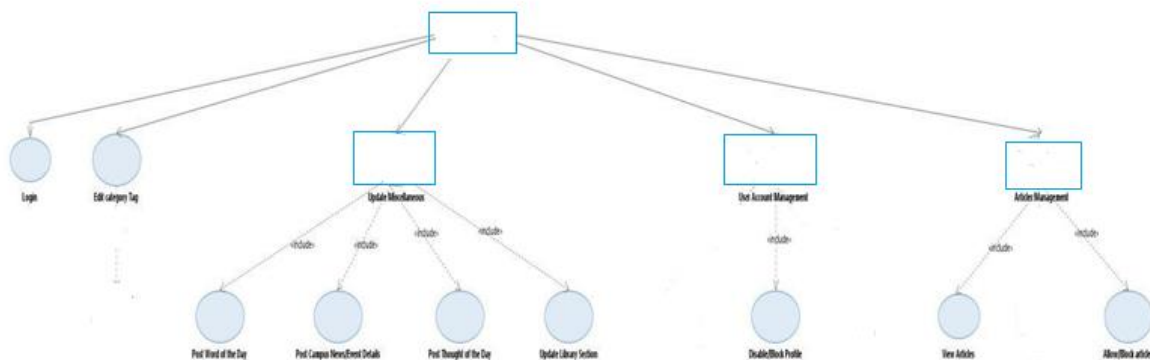 Login
Edit category Tag
Update Miscellaneous
User Account Management
Articles Management
<include>
<include>
<include>
<include>
<include>
<include>
<include>
Post Word of the Day
Post Campus News/Event Details
Post Thought of the Day
Update Library Section
Disable/Block Profile
View Articles
Allow/Block article